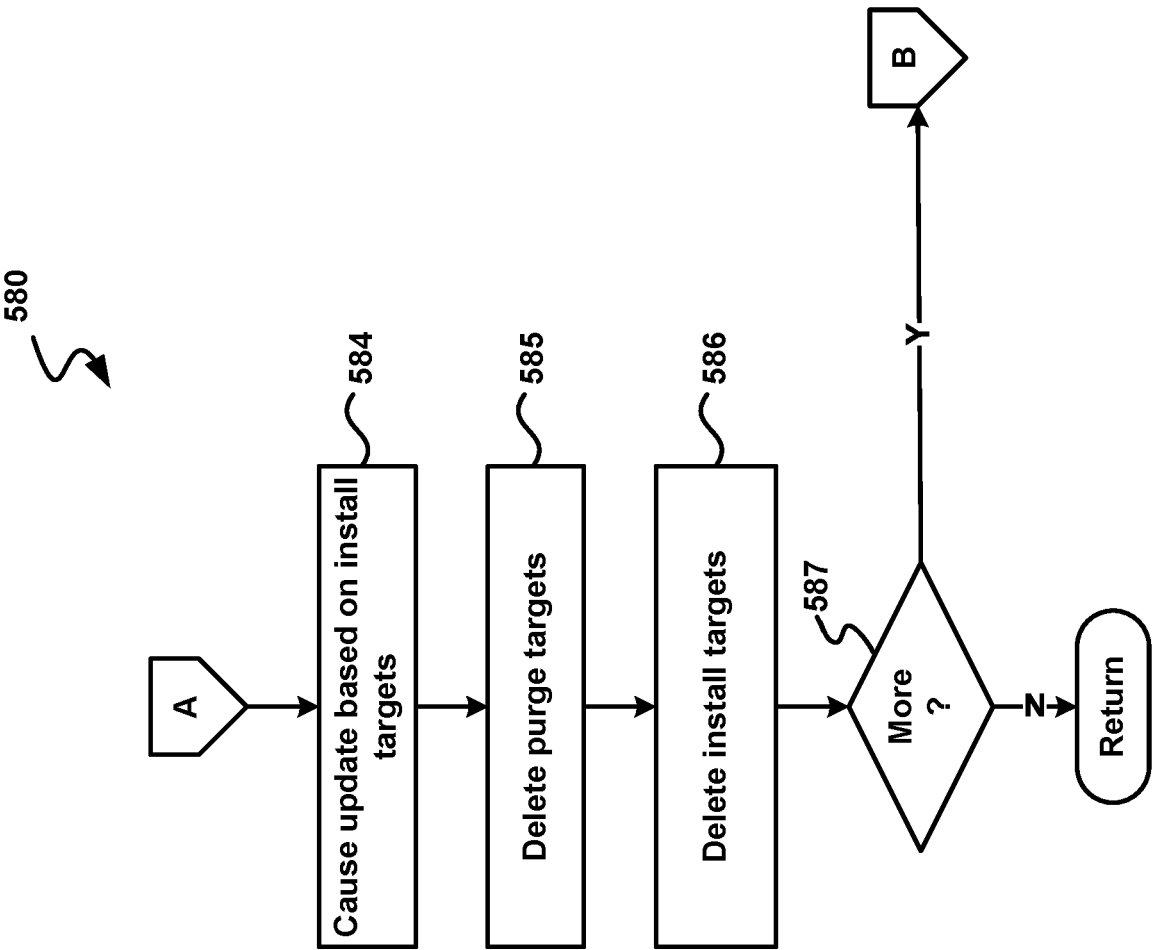 580
A
Cause update based on install
targets
584
Delete purge targets
585
Delete install targets
586
More
?
587
Y
B
N
Return